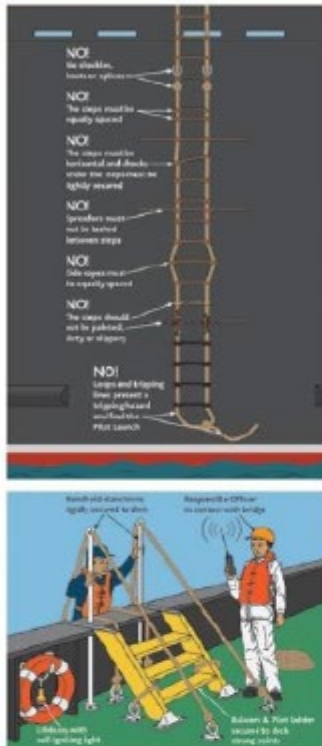 NO!
No shackles,
knots or splices
NO!
The steps must be
equally spaced
NO!
The steps must be
horizontal and chocks
under the steps must be
tightly secured
NO!
Spreaders must
not be lashed
between steps
NO!
Side ropes must
be equally spaced
NO!
The steps should
not be painted,
dirty or slippery
NO!
Loops and tripping
lines present a
tripping hazard
and foul the
Pilot Launch
Handhold stanchions
rigidly secured to deck
Responsible Officer
in contact with bridge
Lifebuoy with
self-igniting light
Bulwark & Pilot ladder
secured to deck
strong points